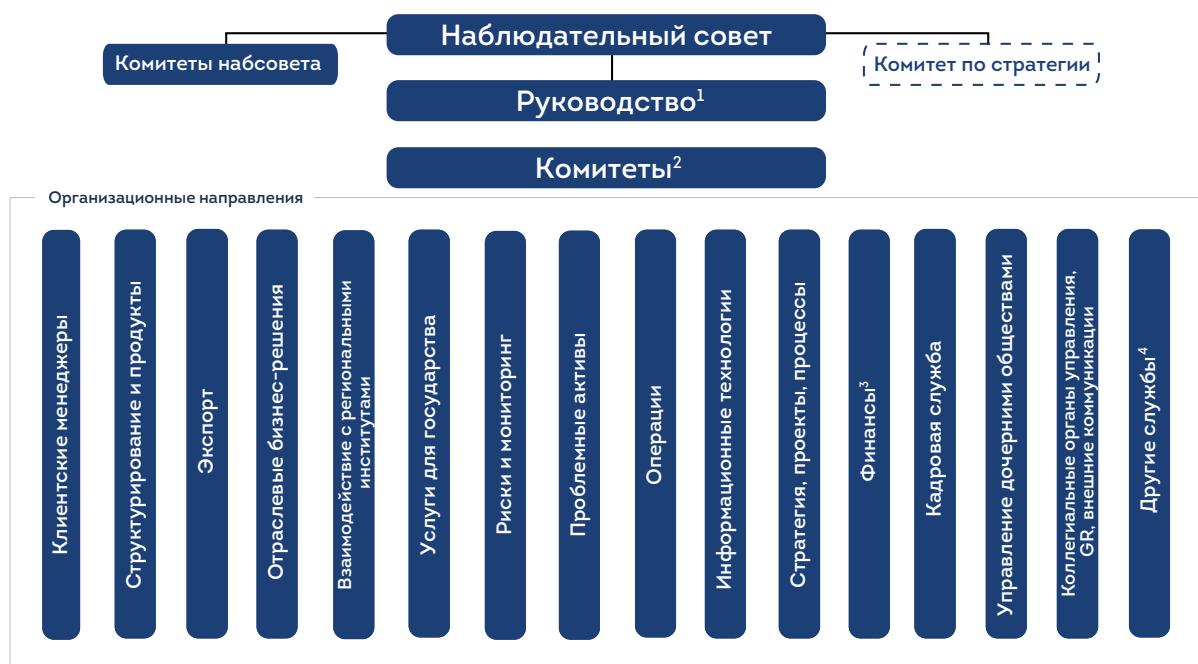 Наблюдательный совет
Комитеты набсовета
Комитет по стратегии
Руководство¹
Комитеты²
Организационные направления
Клиентские менеджеры
Структурирование и продукты
Экспорт
Отраслевые бизнес-решения
Взаимодействие с региональными
институтами
Услуги для государства
Риски и мониторинг
Проблемные активы
Операции
Информационные технологии
Стратегия, проекты, процессы
Финансы³
Кадровая служба
Управление дочерними обществами
Коллегиальные органы управления,
GR, внешние коммуникации
Другие службы⁴